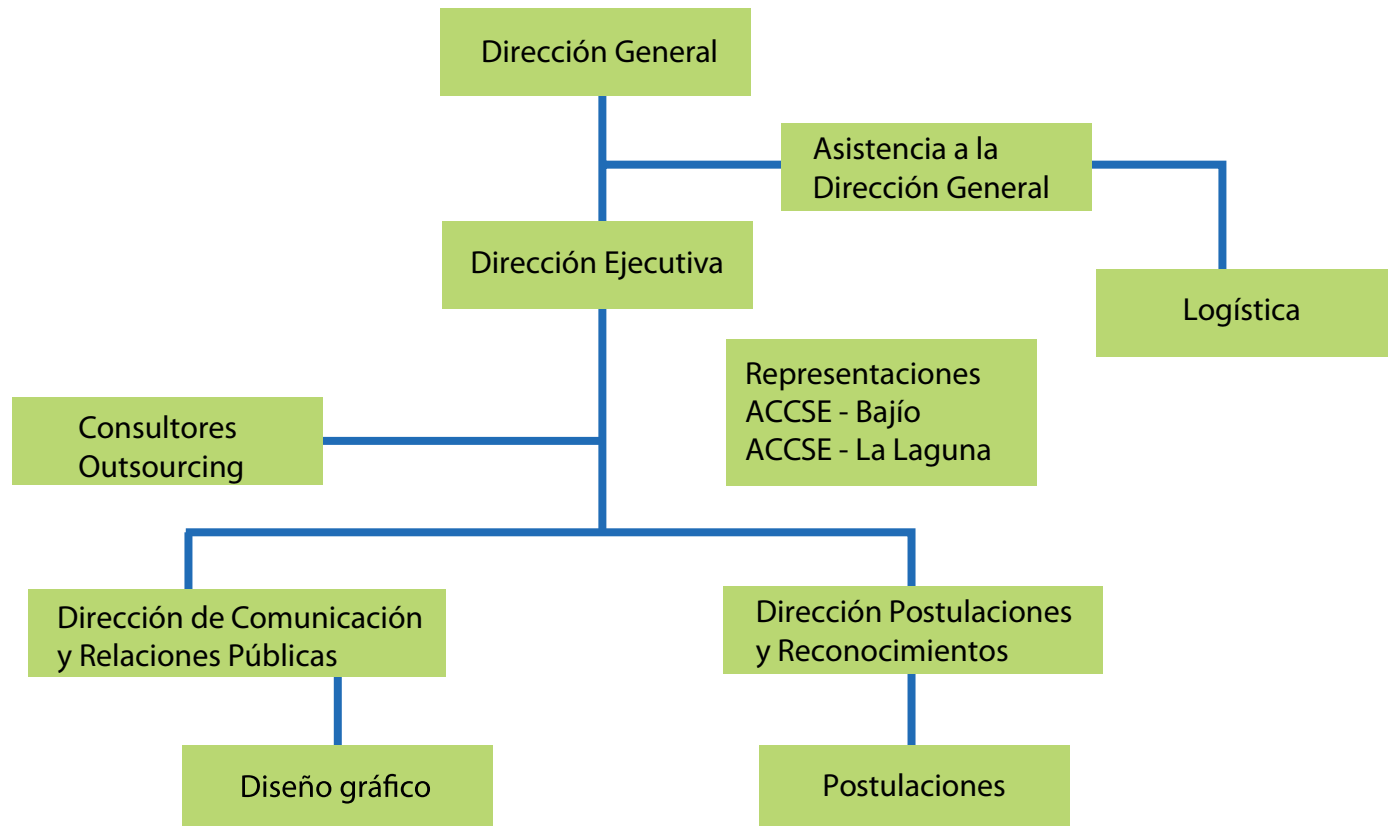 Dirección General
Asistencia a la
Dirección General
Dirección Ejecutiva
Logística
Representaciones
ACCSE - Bajío
ACCSE - La Laguna
Consultores
Outsourcing
Dirección de Comunicación
y Relaciones Públicas
Dirección Postulaciones
y Reconocimientos
Diseño gráfico
Postulaciones